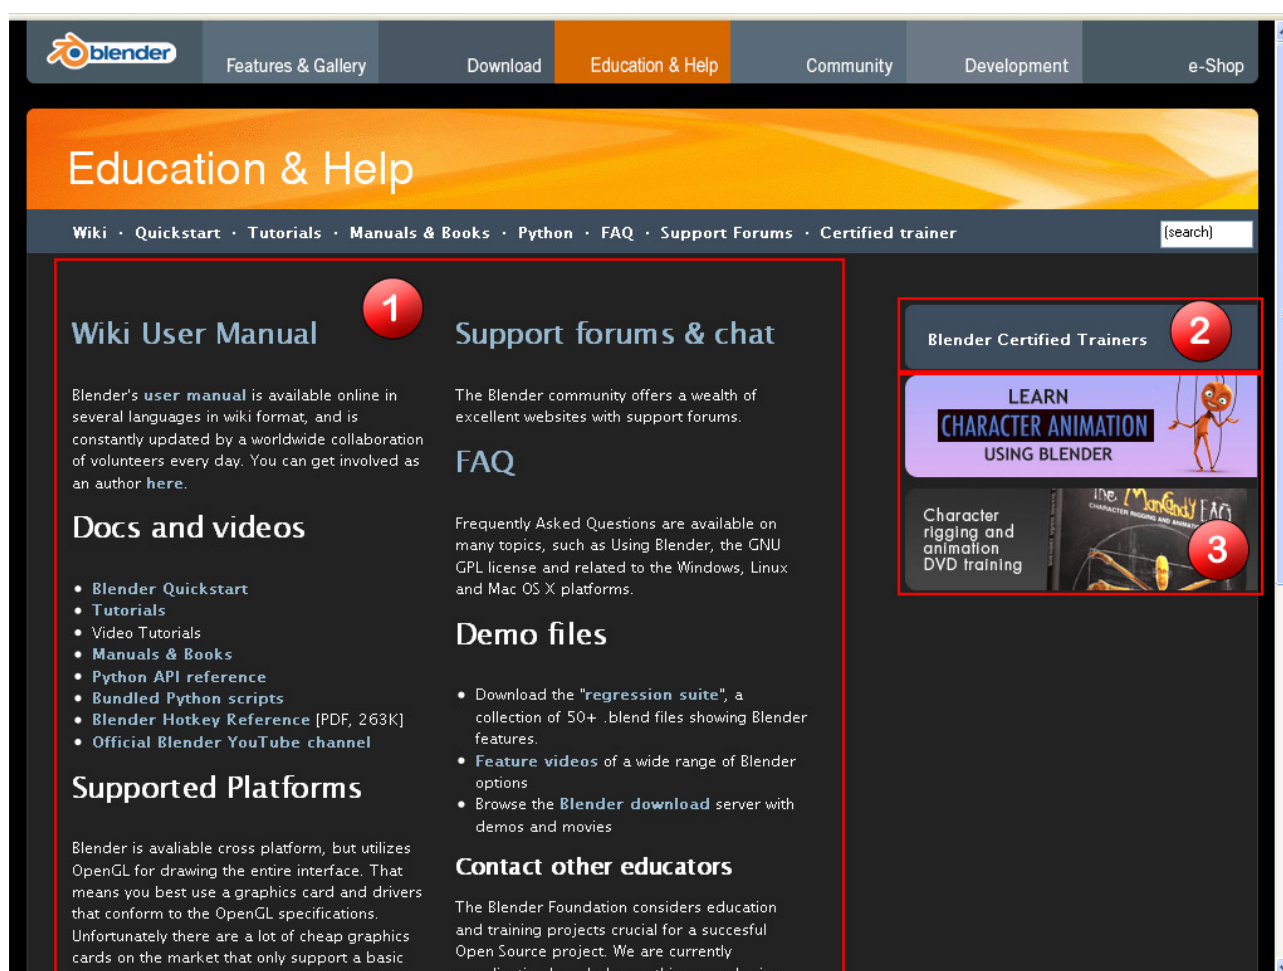 blender
Features & Gallery
Download
Education & Help
Community
Development
e-Shop
Education & Help
Wiki · Quickstart · Tutorials · Manuals & Books · Python · FAQ · Support Forums · Certified trainer
(search)
1
Wiki User Manual
Blender's user manual is available online in
several languages in wiki format, and is
constantly updated by a worldwide collaboration
of volunteers every day. You can get involved as
an author here.
Docs and videos
• Blender Quickstart
• Tutorials
• Video Tutorials
• Manuals & Books
• Python API reference
• Bundled Python scripts
• Blender Hotkey Reference [PDF, 263K]
• Official Blender YouTube channel
Supported Platforms
Blender is avaliable cross platform, but utilizes
OpenGL for drawing the entire interface. That
means you best use a graphics card and drivers
that conform to the OpenGL specifications.
Unfortunately there are a lot of cheap graphics
cards on the market that only support a basic
Support forums & chat
The Blender community offers a wealth of
excellent websites with support forums.
FAQ
Frequently Asked Questions are available on
many topics, such as Using Blender, the GNU
GPL license and related to the Windows, Linux
and Mac OS X platforms.
Demo files
• Download the "regression suite", a
collection of 50+ .blend files showing Blender
features.
• Feature videos of a wide range of Blender
options
• Browse the Blender download server with
demos and movies
Contact other educators
The Blender Foundation considers education
and training projects crucial for a succesful
Open Source project. We are currently
Blender Certified Trainers
2
LEARN
CHARACTER ANIMATION
USING BLENDER
Character
rigging and
animation
DVD training
The ManCandy FAQ
CHARACTER RIGGING AND ANIMATION
3